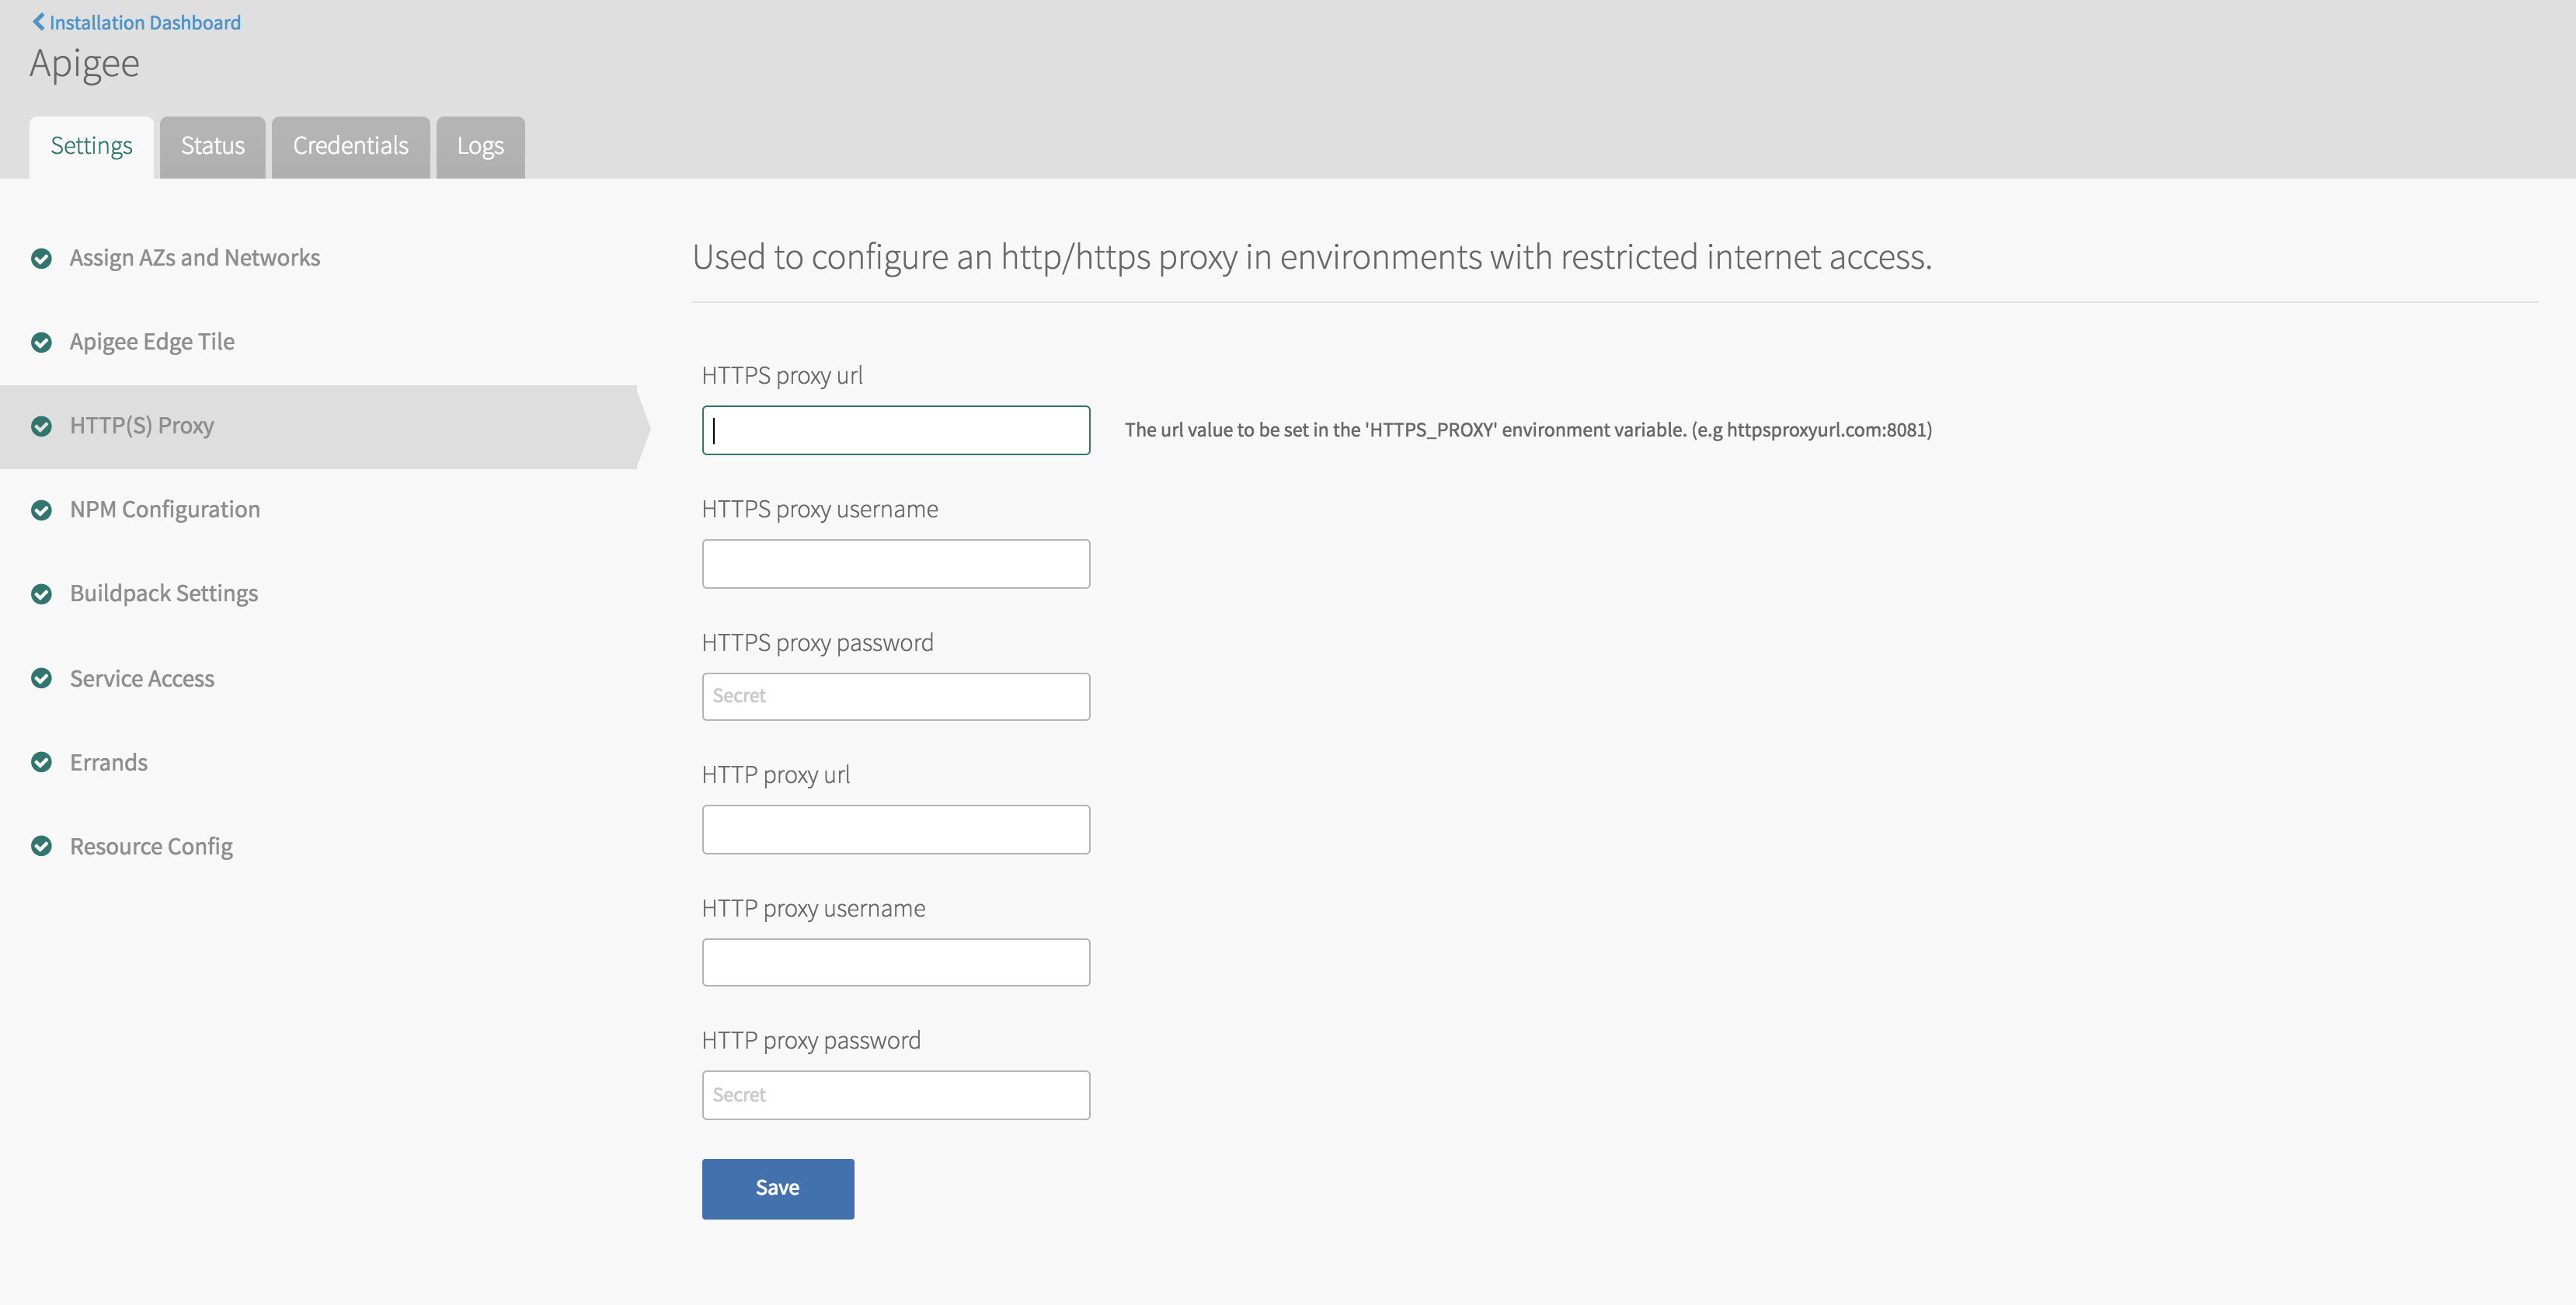 Installation Dashboard
Apigee
Settings
Status
Credentials
Logs
Assign AZs and Networks
Apigee Edge Tile
HTTP(S) Proxy
NPM Configuration
Buildpack Settings
Service Access
Errands
Resource Config
Used to configure an http/https proxy in environments with restricted internet access.
HTTPS proxy url
The url value to be set in the 'HTTPS_PROXY' environment variable. (e.g httpsproxyurl.com:8081)
HTTPS proxy username
HTTPS proxy password
Secret
HTTP proxy url
HTTP proxy username
HTTP proxy password
Secret
Save